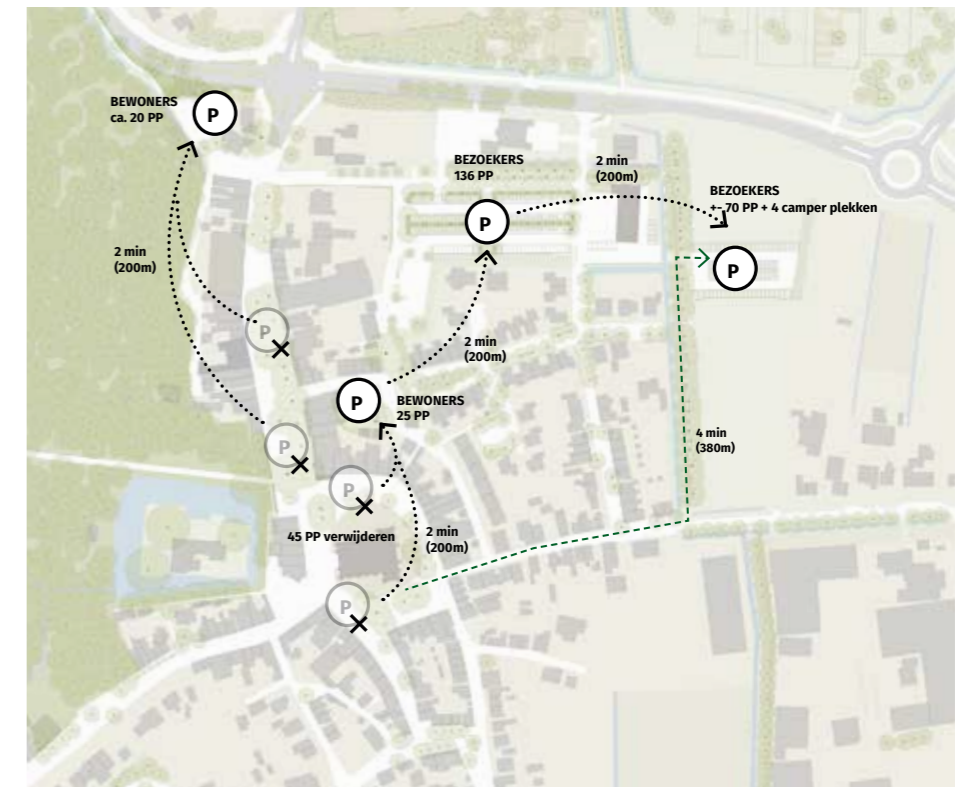 BEWONERS
ca. 20 PP
P
BEZOEKERS
136 PP
2 min
(200m)
BEZOEKERS
+- 70 PP + 4 camper plekken
P
P
2 min
(200m)
P
2 min
(200m)
P
BEWONERS
25 PP
P
4 min
(380m)
P
45 PP verwijderen
2 min
(200m)
P